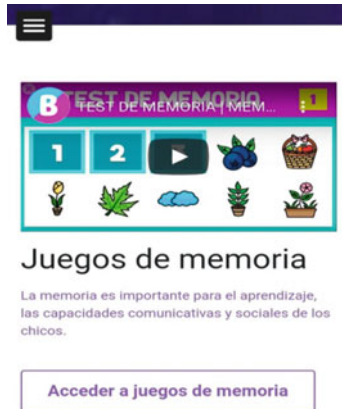 TEST DE MEMORIO
1
B
TEST DE MEMORIA | MEM...
1 2
Juegos de memoria
La memoria es importante para el aprendizaje,
las capacidades comunicativas y sociales de los
chicos.
Acceder a juegos de memoria